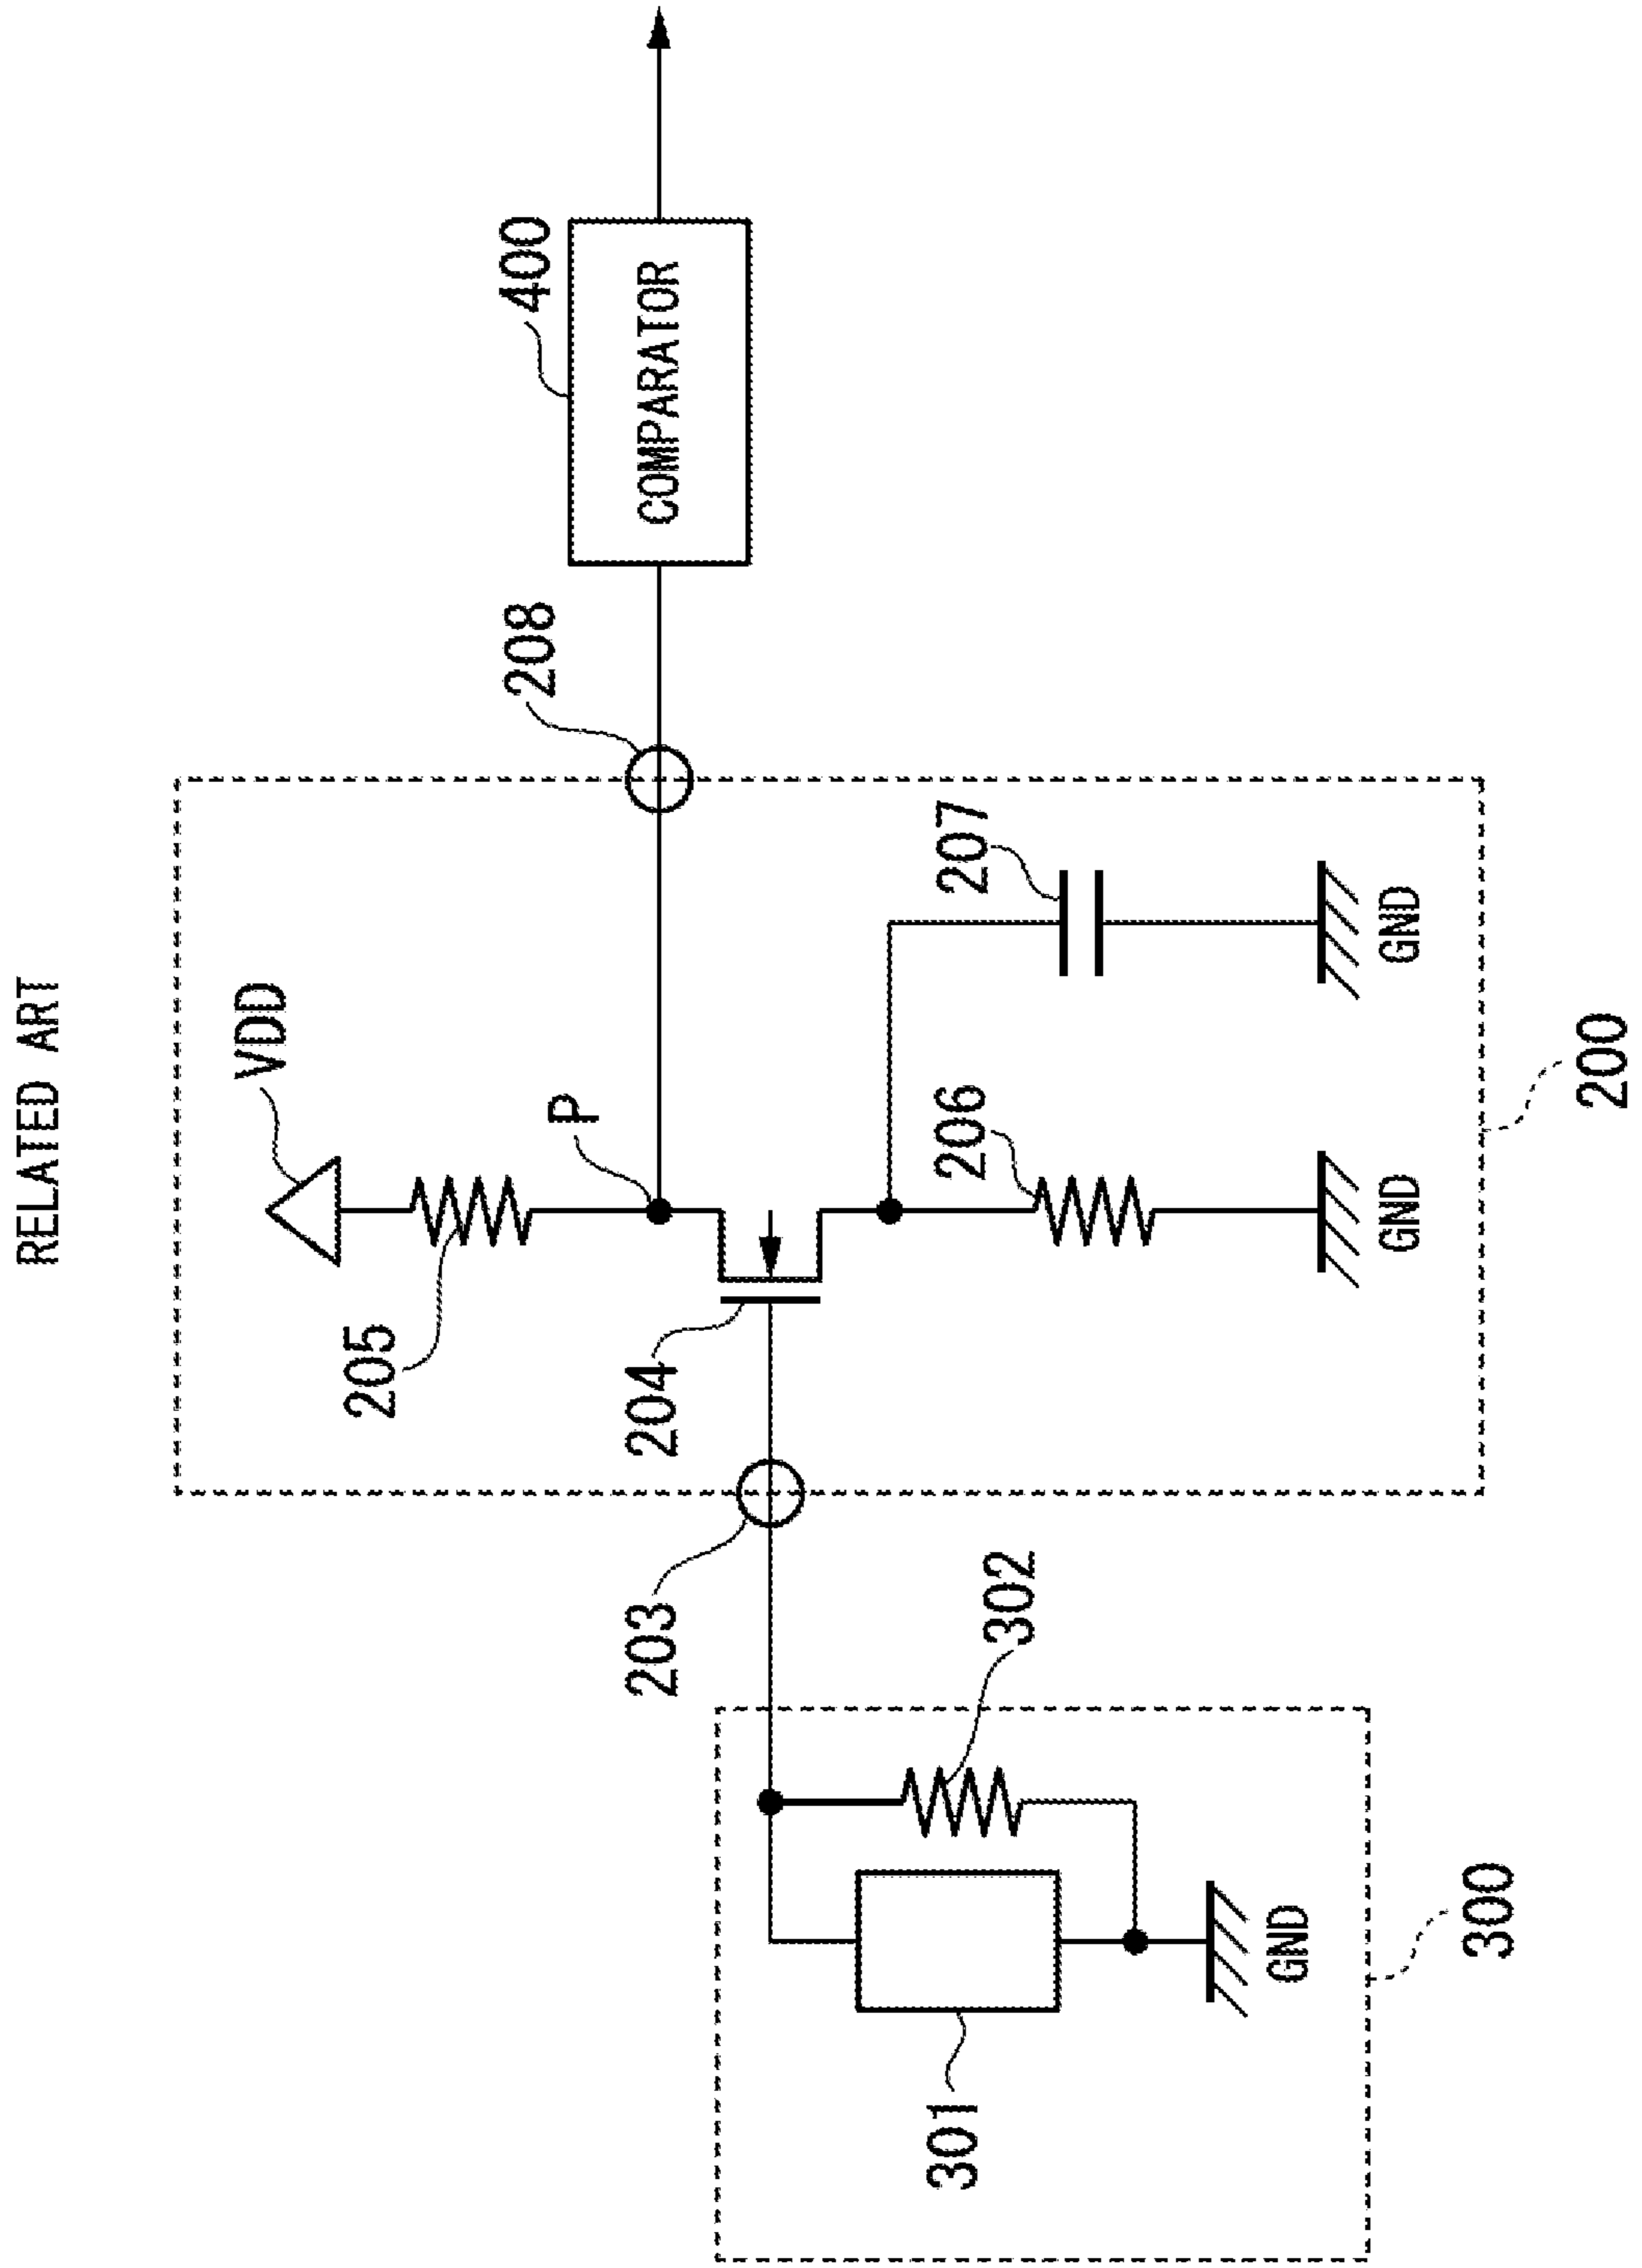 RELATED ART
VDD
205
P
208
400
COMPARATOR
204
203
206
207
302
301
GND
GND
GND
300
200